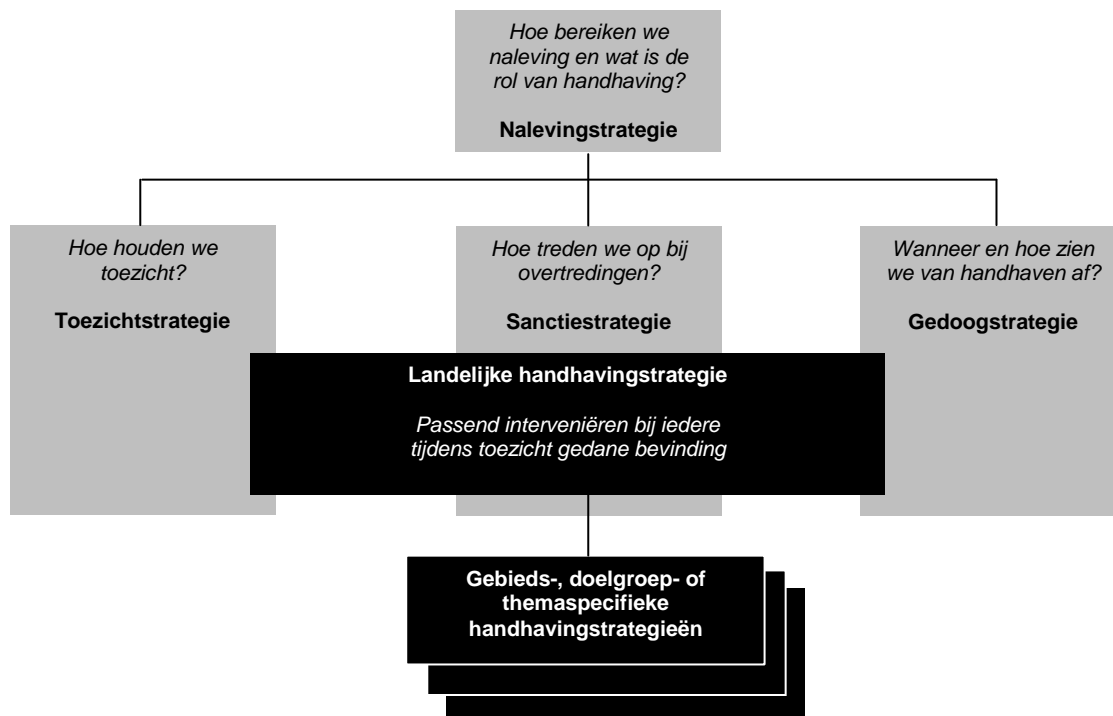 Hoe bereiken we
naleving en wat is de
rol van handhaving?
Nalevingstrategie
Hoe houden we
toezicht?
Toezichtstrategie
Hoe treden we op bij
overtredingen?
Sanctiestrategie
Wanneer en hoe zien
we van handhaven af?
Gedoogstrategie
Landelijke handhavingstrategie
Passend interveniëren bij iedere
tijdens toezicht gedane bevinding
Gebieds-, doelgroep- of
themaspecifieke
handhavingstrategieën